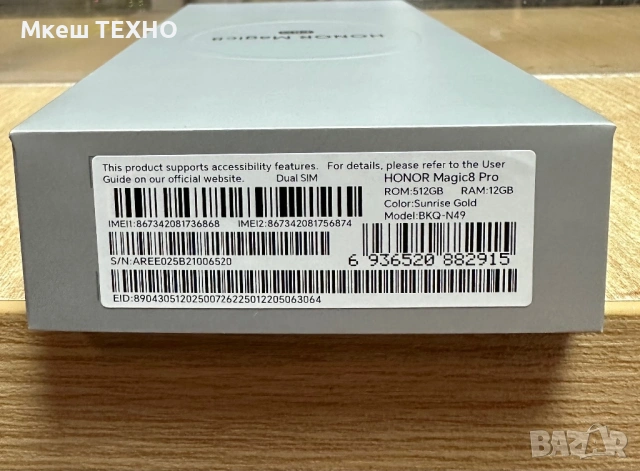 Мкеш ТЕХНО
HONOR Magic8
This product supports accessibility features. For details, please refer to the User
Guide on our official website. Dual SIM
HONOR Magic8 Pro
ROM:512GB RAM:12GB
Color:Sunrise Gold
Model:BKQ-N49
IMEI1:867342081736868 IMEI2:867342081756874
S/N:AREE025B21006520
6 936520 882915
EID:89043051202500726225012205063064
BAZAR
bg